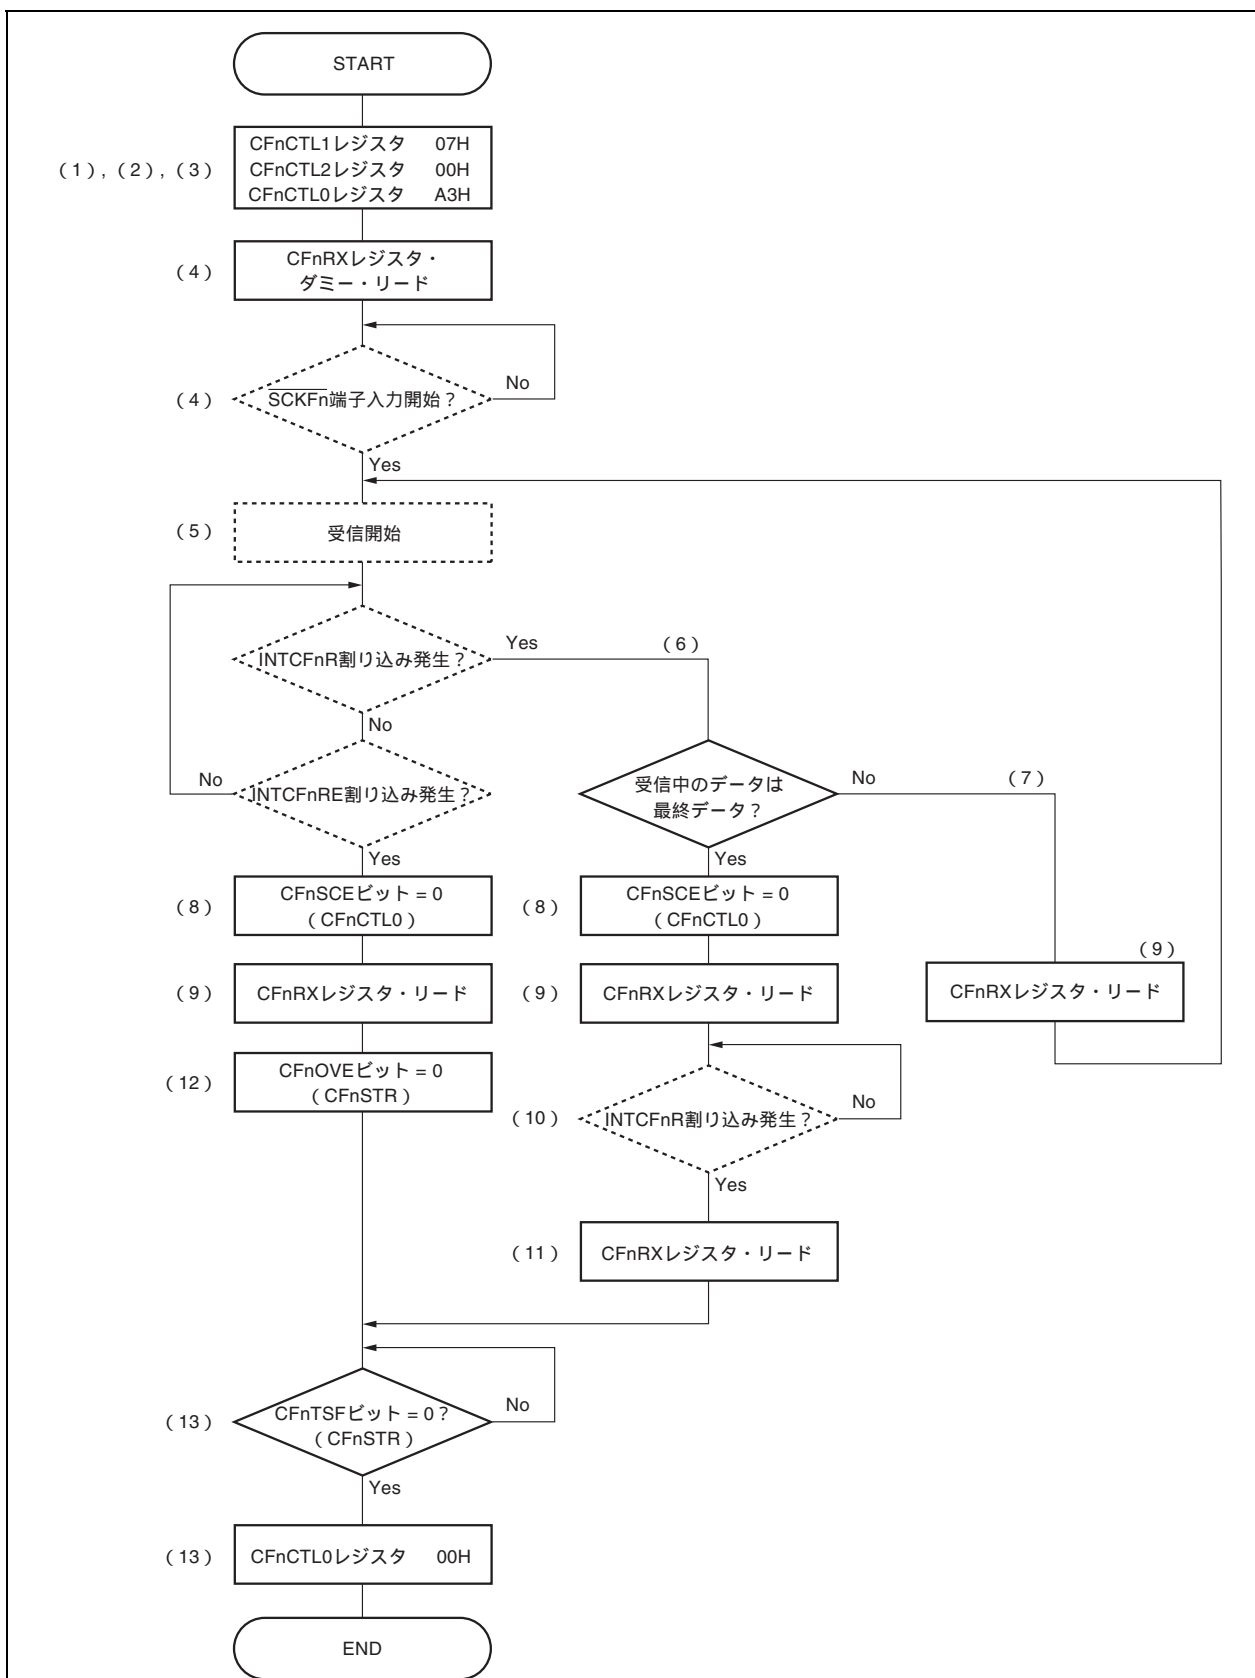 START
(1), (2), (3)
CFnCTL1レジスタ 07H
CFnCTL2レジスタ 00H
CFnCTL0レジスタ A3H
(4)
CFnRXレジスタ・
ダミー・リード
(4)
SCKFn端子入力開始?
No
Yes
(5)
受信開始
INTCFnR割り込み発生?
Yes
(6)
No
INTCFnRE割り込み発生?
No
Yes
受信中のデータは
最終データ?
No
(7)
Yes
(8)
CFnSCEビット = 0
(CFnCTL0)
(8)
CFnSCEビット = 0
(CFnCTL0)
(9)
CFnRXレジスタ・リード
(9)
CFnRXレジスタ・リード
(9)
CFnRXレジスタ・リード
(12)
CFnOVEビット = 0
(CFnSTR)
(10)
INTCFnR割り込み発生?
No
Yes
(11)
CFnRXレジスタ・リード
(13)
CFnTSFビット = 0?
(CFnSTR)
No
Yes
(13)
CFnCTL0レジスタ 00H
END